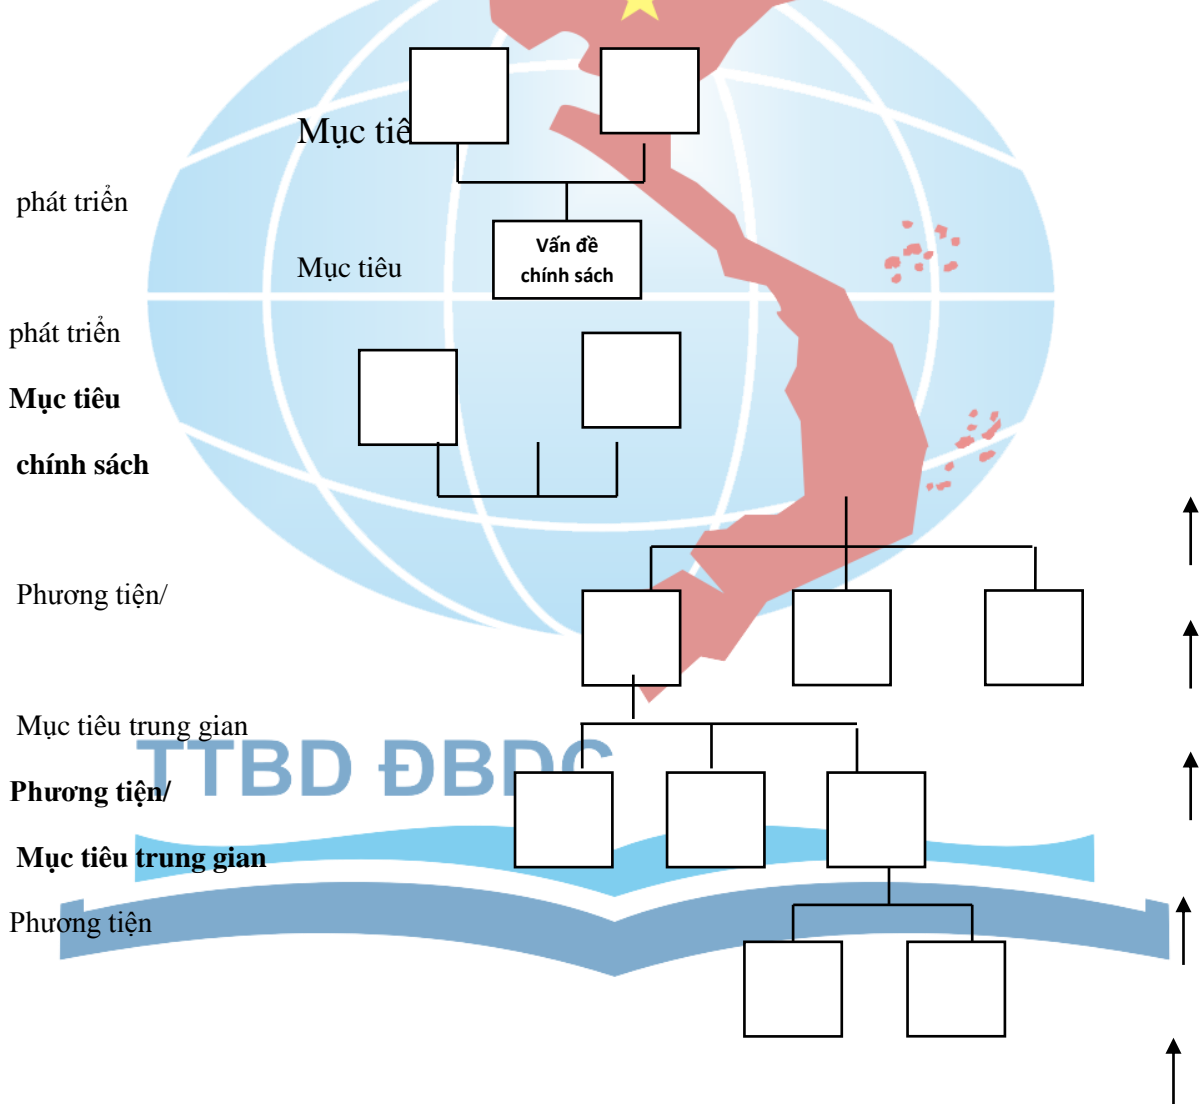 Mục tiê
phát triển
Vấn đề
chính sách
Mục tiêu
phát triển
Mục tiêu
chính sách
Phương tiện/
Mục tiêu trung gian
TTBD ĐBDC
Phương tiện/
Mục tiêu trung gian
Phương tiện